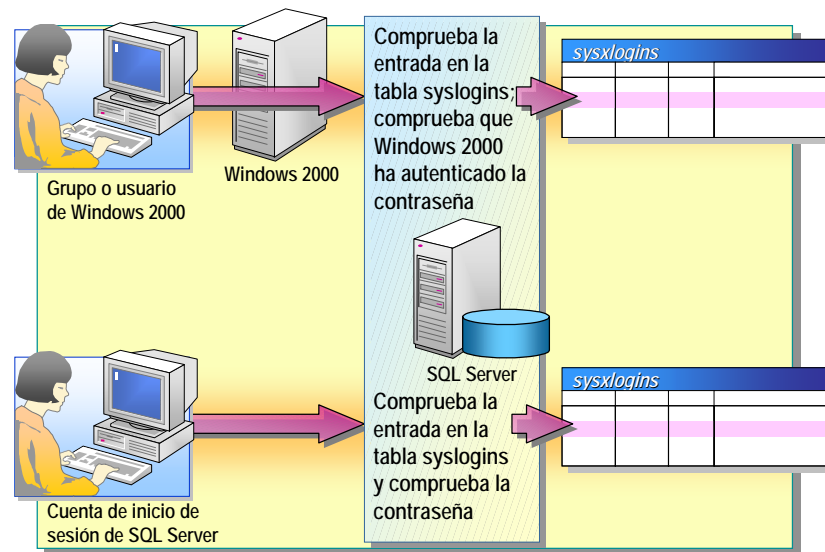 Comprueba la
entrada en la
tabla syslogins;
comprueba que
Windows 2000
ha autenticado la
contraseña
sysxlogins
Windows 2000
Grupo o usuario
de Windows 2000
SQL Server
Comprueba la
entrada en la
tabla syslogins
y comprueba la
contraseña
sysxlogins
Cuenta de inicio de
sesión de SQL Server